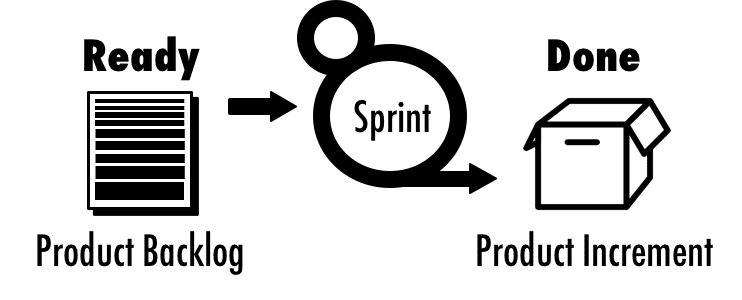 Ready
Done
Sprint
Product Backlog
Product Increment